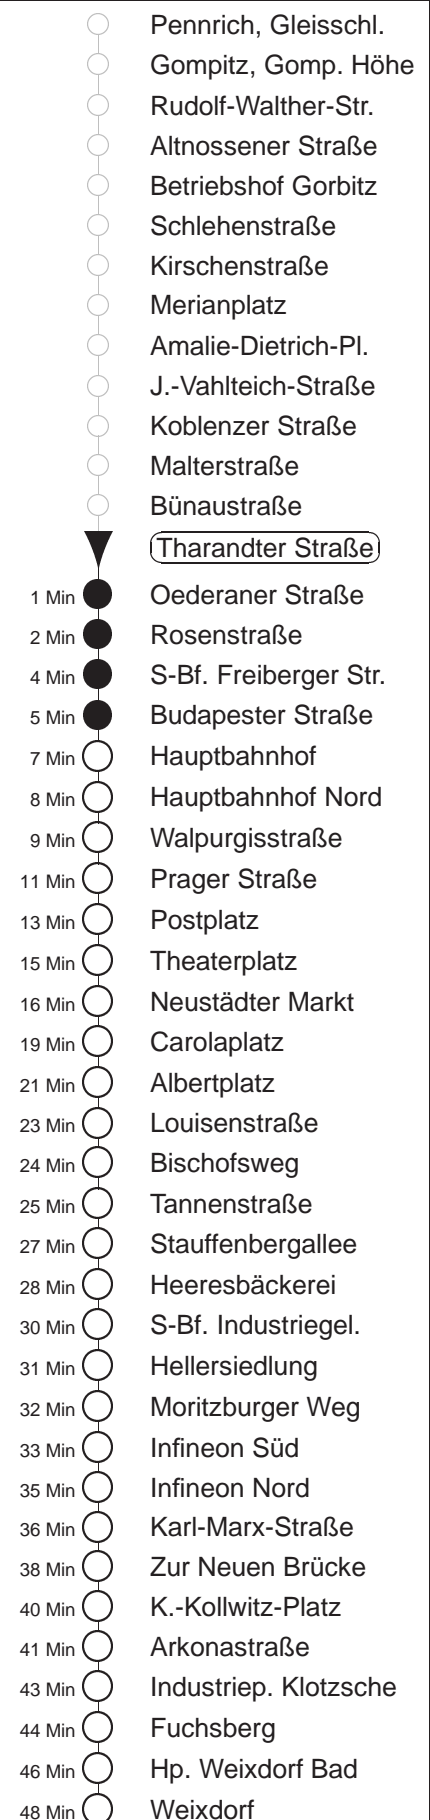 Pennrich, Gleisschl.
Gompitz, Gomp. Höhe
Rudolf-Walther-Str.
Altnossener Straße
Betriebshof Gorbitz
Schlehenstraße
Kirschenstraße
Merianplatz
Amalie-Dietrich-Pl.
J.-Vahlteich-Straße
Koblenzer Straße
Malterstraße
Bünaustraße
Tharandter Straße
1 Min Oederaner Straße
2 Min Rosenstraße
4 Min S-Bf. Freiberger Str.
5 Min Budapester Straße
7 Min Hauptbahnhof
8 Min Hauptbahnhof Nord
9 Min Walpurgisstraße
11 Min Prager Straße
13 Min Postplatz
15 Min Theaterplatz
16 Min Neustädter Markt
19 Min Carolaplatz
21 Min Albertplatz
23 Min Louisenstraße
24 Min Bischofsweg
25 Min Tannenstraße
27 Min Stauffenbergallee
28 Min Heeresbäckerei
30 Min S-Bf. Industriegel.
31 Min Hellersiedlung
32 Min Moritzburger Weg
33 Min Infineon Süd
35 Min Infineon Nord
36 Min Karl-Marx-Straße
38 Min Zur Neuen Brücke
40 Min K.-Kollwitz-Platz
41 Min Arkonastraße
43 Min Industriep. Klotzsche
44 Min Fuchsberg
46 Min Hp. Weixdorf Bad
48 Min Weixdorf